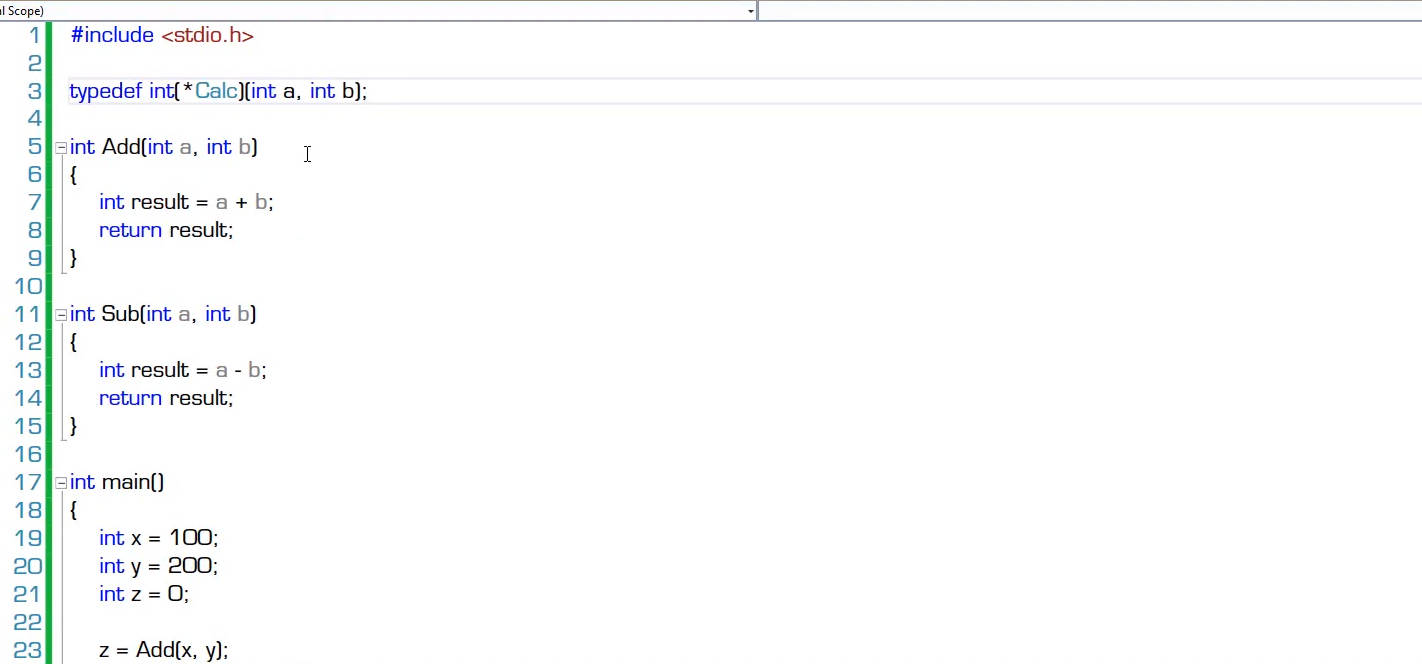 l Scope)
1 #include <stdio.h>
2
3 typedef int(*Calc)(int a, int b);
4
5 int Add(int a, int b)
6 {
7 int result = a + b;
8 return result;
9 }
10
11 int Sub(int a, int b)
12 {
13 int result = a - b;
14 return result;
15 }
16
17 int main()
18 {
19 int x = 100;
20 int y = 200;
21 int z = 0;
22
23 z = Add(x, y);